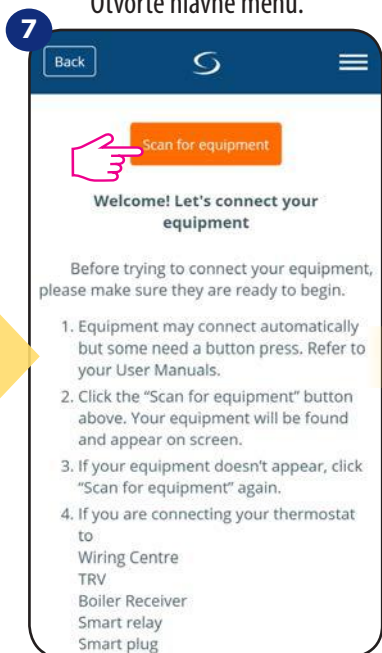 Otvorte hlavné menu.
7
Back
Scan for equipment
Welcome! Let's connect your
equipment
Before trying to connect your equipment,
please make sure they are ready to begin.
1. Equipment may connect automatically
but some need a button press. Refer to
your User Manuals.
2. Click the “Scan for equipment” button
above. Your equipment will be found
and appear on screen.
3. If your equipment doesn't appear, click
“Scan for equipment” again.
4. If you are connecting your thermostat
to
Wiring Centre
TRV
Boiler Receiver
Smart relay
Smart plug